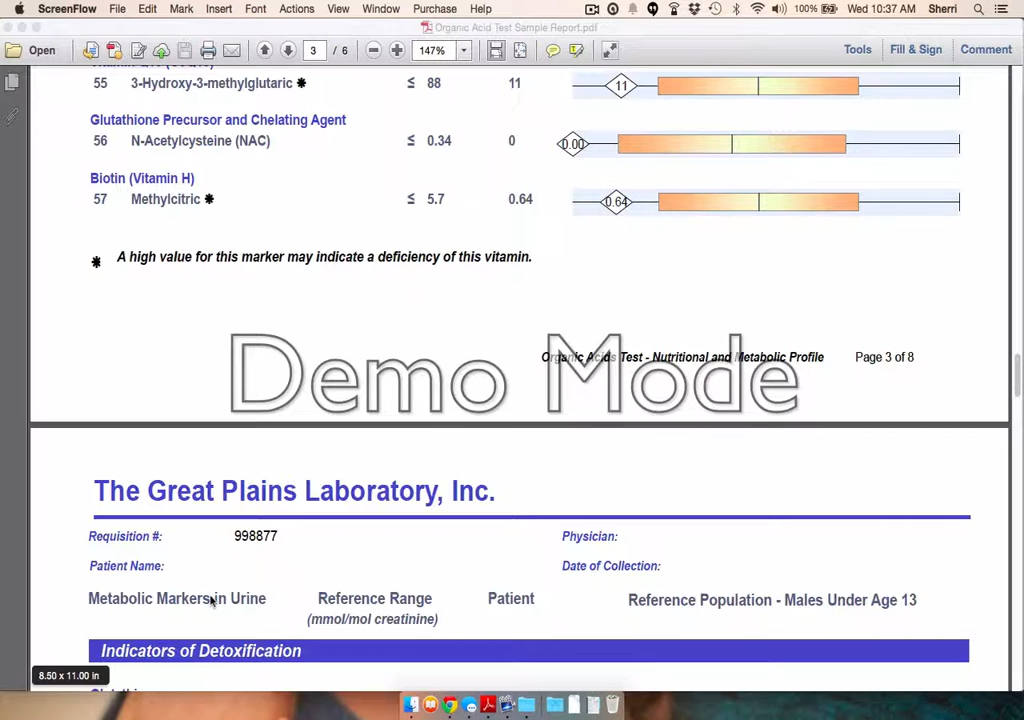 ScreenFlow File Edit Mark Insert Font Actions View Window Purchase Help 100% Wed 10:37 AM Sherri
Organic Acid Test Sample Report.pdf
Open 3 / 6 147% Tools Fill & Sign Comment
55 3-Hydroxy-3-methylglutaric ✱ ≤ 88 11 11
Glutathione Precursor and Chelating Agent
56 N-Acetylcysteine (NAC) ≤ 0.34 0 0.00
Biotin (Vitamin H)
57 Methylcitric ✱ ≤ 5.7 0.64 0.64
✱ A high value for this marker may indicate a deficiency of this vitamin.
Organic Acids Test - Nutritional and Metabolic Profile Page 3 of 8
Demo Mode
The Great Plains Laboratory, Inc.
Requisition #: 998877 Physician:
Patient Name: Date of Collection:
Metabolic Markers in Urine Reference Range Patient Reference Population - Males Under Age 13
(mmol/mol creatinine)
Indicators of Detoxification
8.50 x 11.00 in